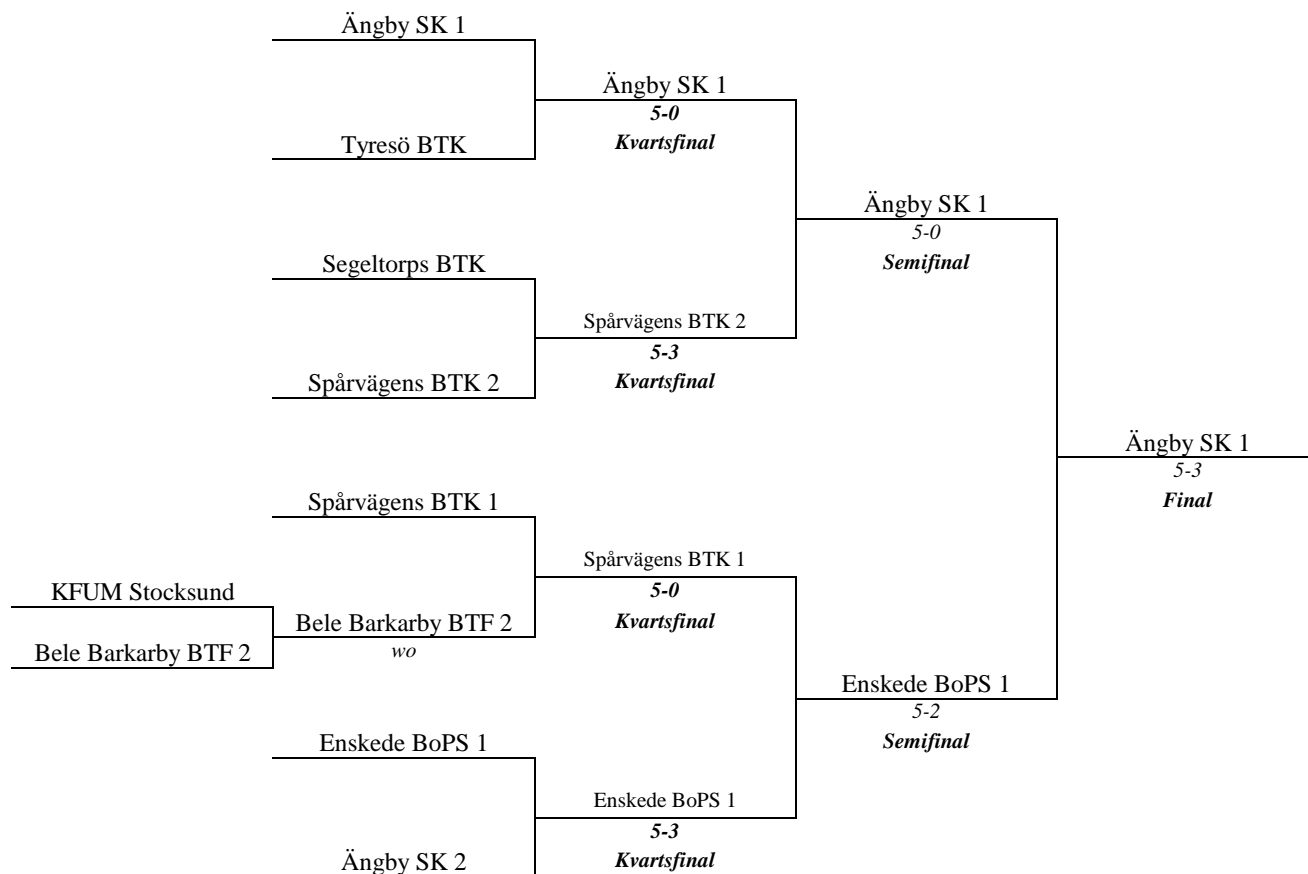 Ängby SK 1
Ängby SK 1
5-0
Kvartsfinal
Tyresö BTK
Ängby SK 1
5-0
Semifinal
Segeltorps BTK
Spårvägens BTK 2
5-3
Kvartsfinal
Spårvägens BTK 2
Ängby SK 1
5-3
Final
Spårvägens BTK 1
Spårvägens BTK 1
5-0
Kvartsfinal
KFUM Stocksund
Bele Barkarby BTF 2
wo
Bele Barkarby BTF 2
Enskede BoPS 1
5-2
Semifinal
Enskede BoPS 1
Enskede BoPS 1
5-3
Kvartsfinal
Ängby SK 2